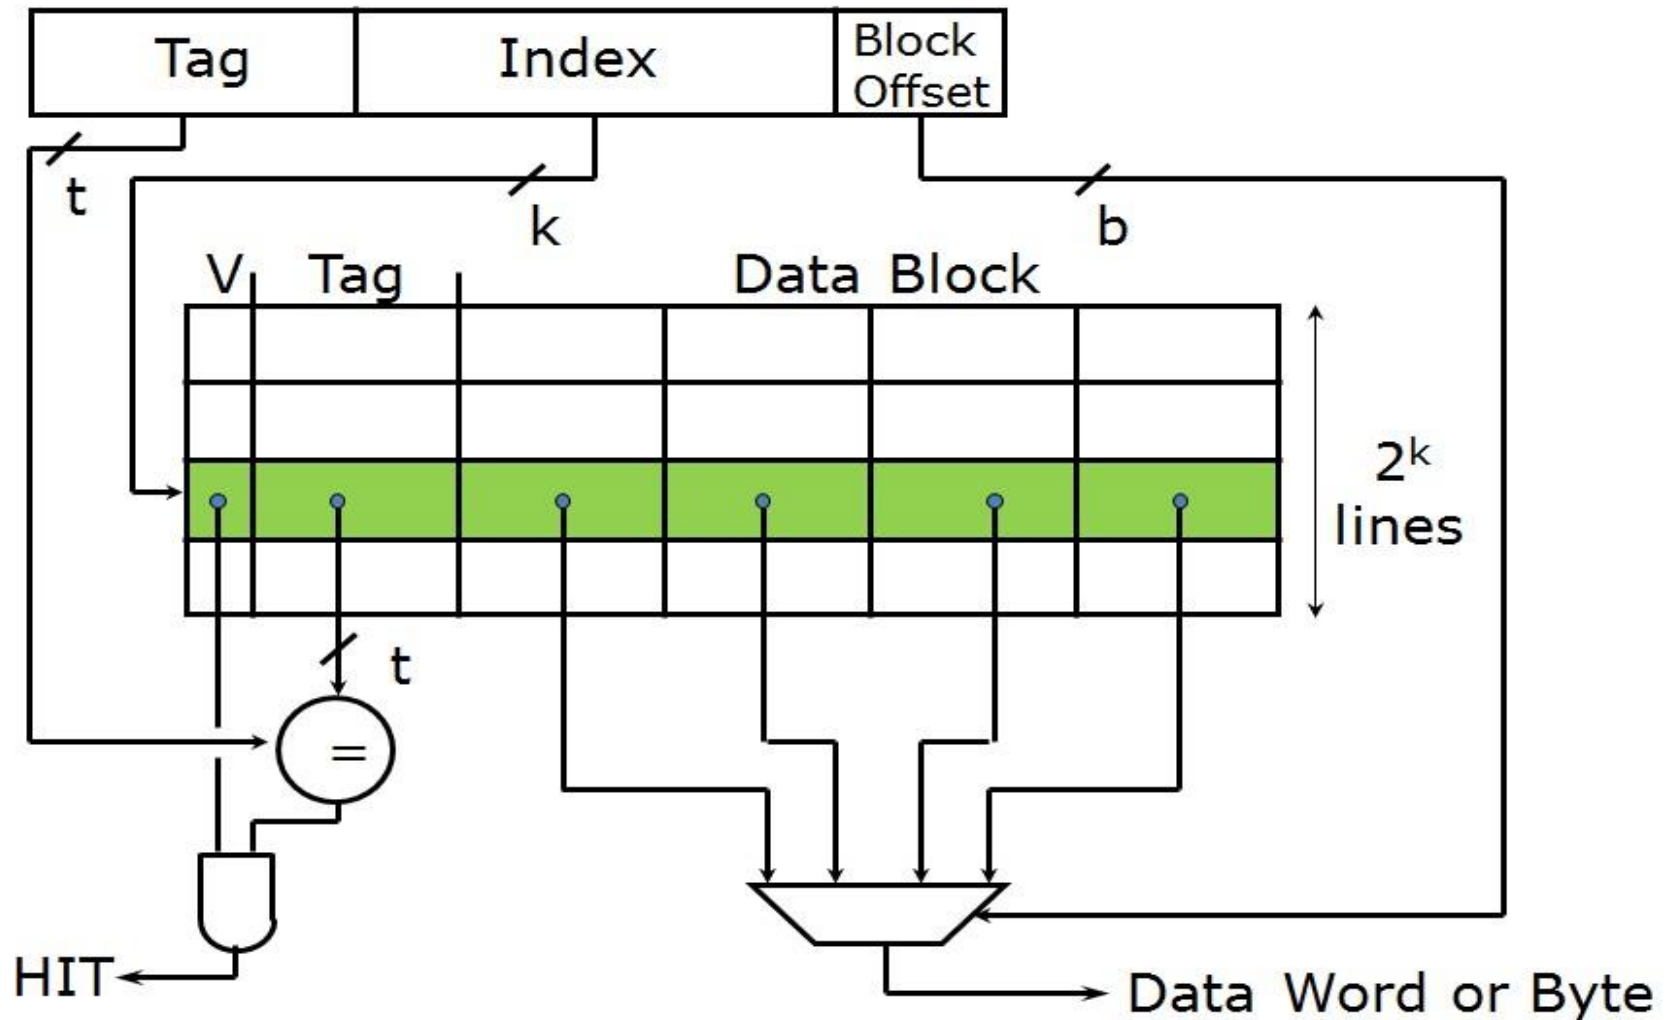 Tag
Index
Block
Offset
t
k
b
V
Tag
Data Block
2ᵏ
lines
t
=
HIT
Data Word or Byte